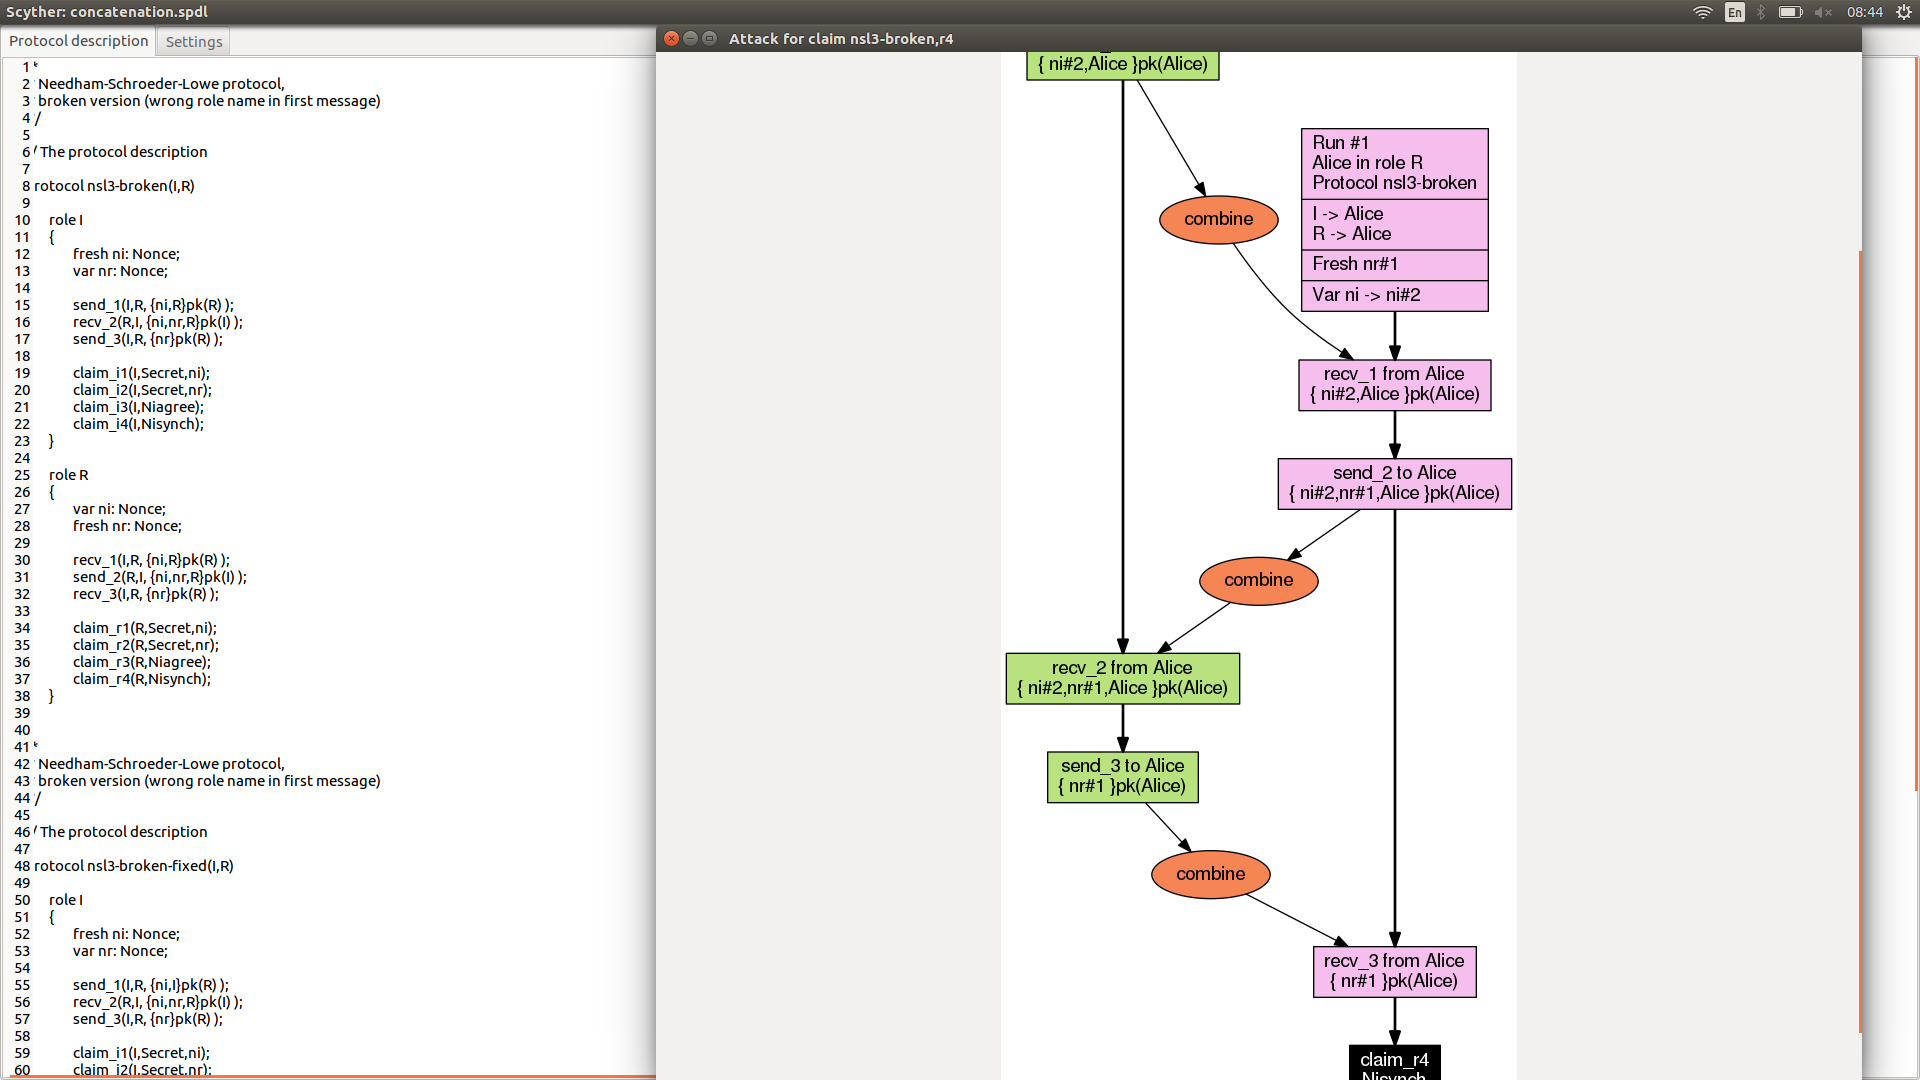 Scyther: concatenation.spdl
En
08:44
Protocol description
Settings
1 *
2 Needham-Schroeder-Lowe protocol,
3 broken version (wrong role name in first message)
4 /
5
6 / The protocol description
7
8 rotocol nsl3-broken(I,R)
9
10 role I
11 {
12 fresh ni: Nonce;
13 var nr: Nonce;
14
15 send_1(I,R, {ni,R}pk(R) );
16 recv_2(R,I, {ni,nr,R}pk(I) );
17 send_3(I,R, {nr}pk(R) );
18
19 claim_i1(I,Secret,ni);
20 claim_i2(I,Secret,nr);
21 claim_i3(I,Niagree);
22 claim_i4(I,Nisynch);
23 }
24
25 role R
26 {
27 var ni: Nonce;
28 fresh nr: Nonce;
29
30 recv_1(I,R, {ni,R}pk(R) );
31 send_2(R,I, {ni,nr,R}pk(I) );
32 recv_3(I,R, {nr}pk(R) );
33
34 claim_r1(R,Secret,ni);
35 claim_r2(R,Secret,nr);
36 claim_r3(R,Niagree);
37 claim_r4(R,Nisynch);
38 }
39
40
41 *
42 Needham-Schroeder-Lowe protocol,
43 broken version (wrong role name in first message)
44 /
45
46 / The protocol description
47
48 rotocol nsl3-broken-fixed(I,R)
49
50 role I
51 {
52 fresh ni: Nonce;
53 var nr: Nonce;
54
55 send_1(I,R, {ni,I}pk(R) );
56 recv_2(R,I, {ni,nr,R}pk(I) );
57 send_3(I,R, {nr}pk(R) );
58
59 claim_i1(I,Secret,ni);
60 claim_i2(I,Secret,nr);
Attack for claim nsl3-broken,r4
{ ni#2,Alice }pk(Alice)
Run #1
Alice in role R
Protocol nsl3-broken
I -> Alice
R -> Alice
Fresh nr#1
Var ni -> ni#2
combine
recv_1 from Alice
{ ni#2,Alice }pk(Alice)
send_2 to Alice
{ ni#2,nr#1,Alice }pk(Alice)
combine
recv_2 from Alice
{ ni#2,nr#1,Alice }pk(Alice)
send_3 to Alice
{ nr#1 }pk(Alice)
combine
recv_3 from Alice
{ nr#1 }pk(Alice)
claim_r4
Nisynch